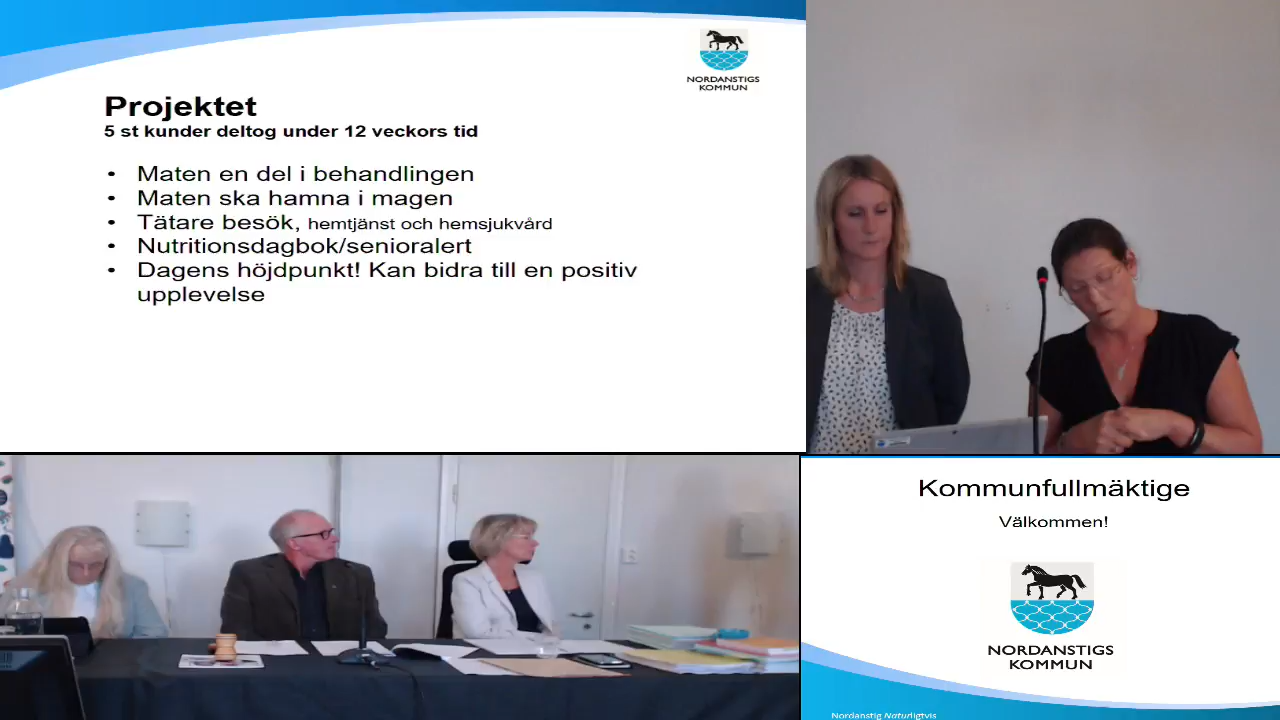 NORDANSTIGS
KOMMUN
Projektet
5 st kunder deltog under 12 veckors tid
• Maten en del i behandlingen
• Maten ska hamna i magen
• Tätare besök, hemtjänst och hemsjukvård
• Nutritionsdagbok/senioralert
• Dagens höjdpunkt! Kan bidra till en positiv
upplevelse
Kommunfullmäktige
Välkommen!
NORDANSTIGS
KOMMUN
Nordanstig Naturligtvis